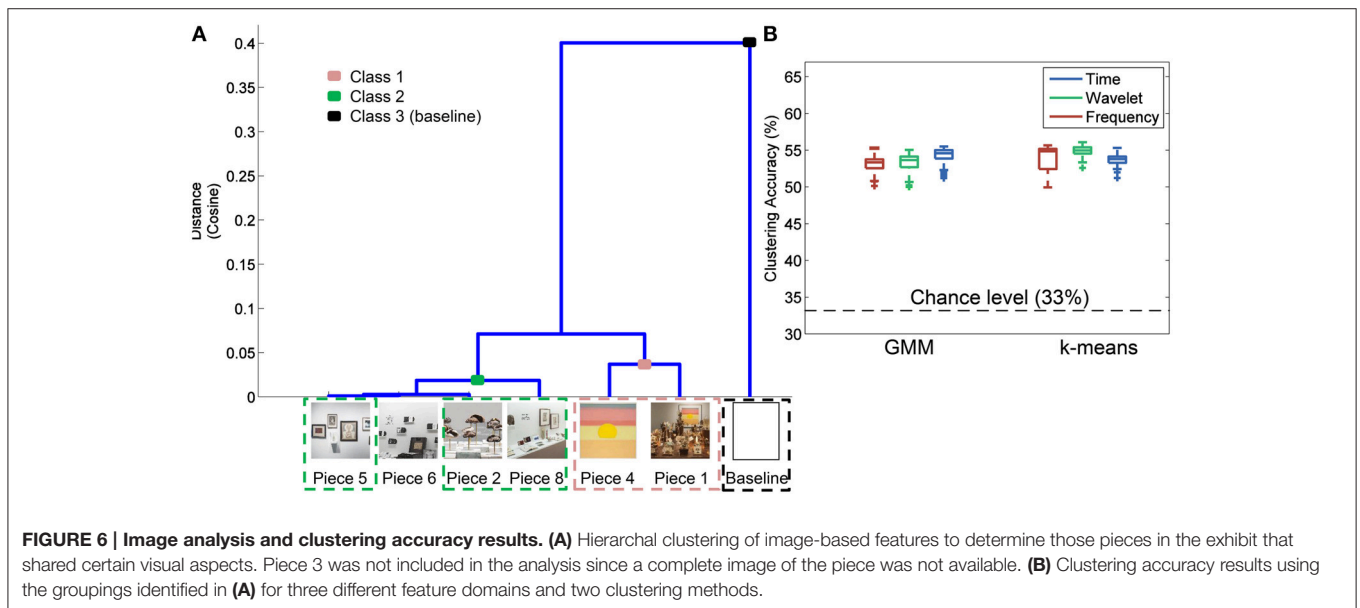 A
0.4
0.35
0.3
0.25
0.2
0.15
0.1
0.05
0
Distance
(Cosine)
Class 1
Class 2
Class 3 (baseline)
Piece 5
Piece 6
Piece 2
Piece 8
Piece 4
Piece 1
Baseline
B
65
60
55
50
45
40
35
30
Clustering Accuracy (%)
Time
Wavelet
Frequency
Chance level (33%)
GMM
k-means
FIGURE 6 | Image analysis and clustering accuracy results. (A) Hierarchal clustering of image-based features to determine those pieces in the exhibit that
shared certain visual aspects. Piece 3 was not included in the analysis since a complete image of the piece was not available. (B) Clustering accuracy results using
the groupings identified in (A) for three different feature domains and two clustering methods.